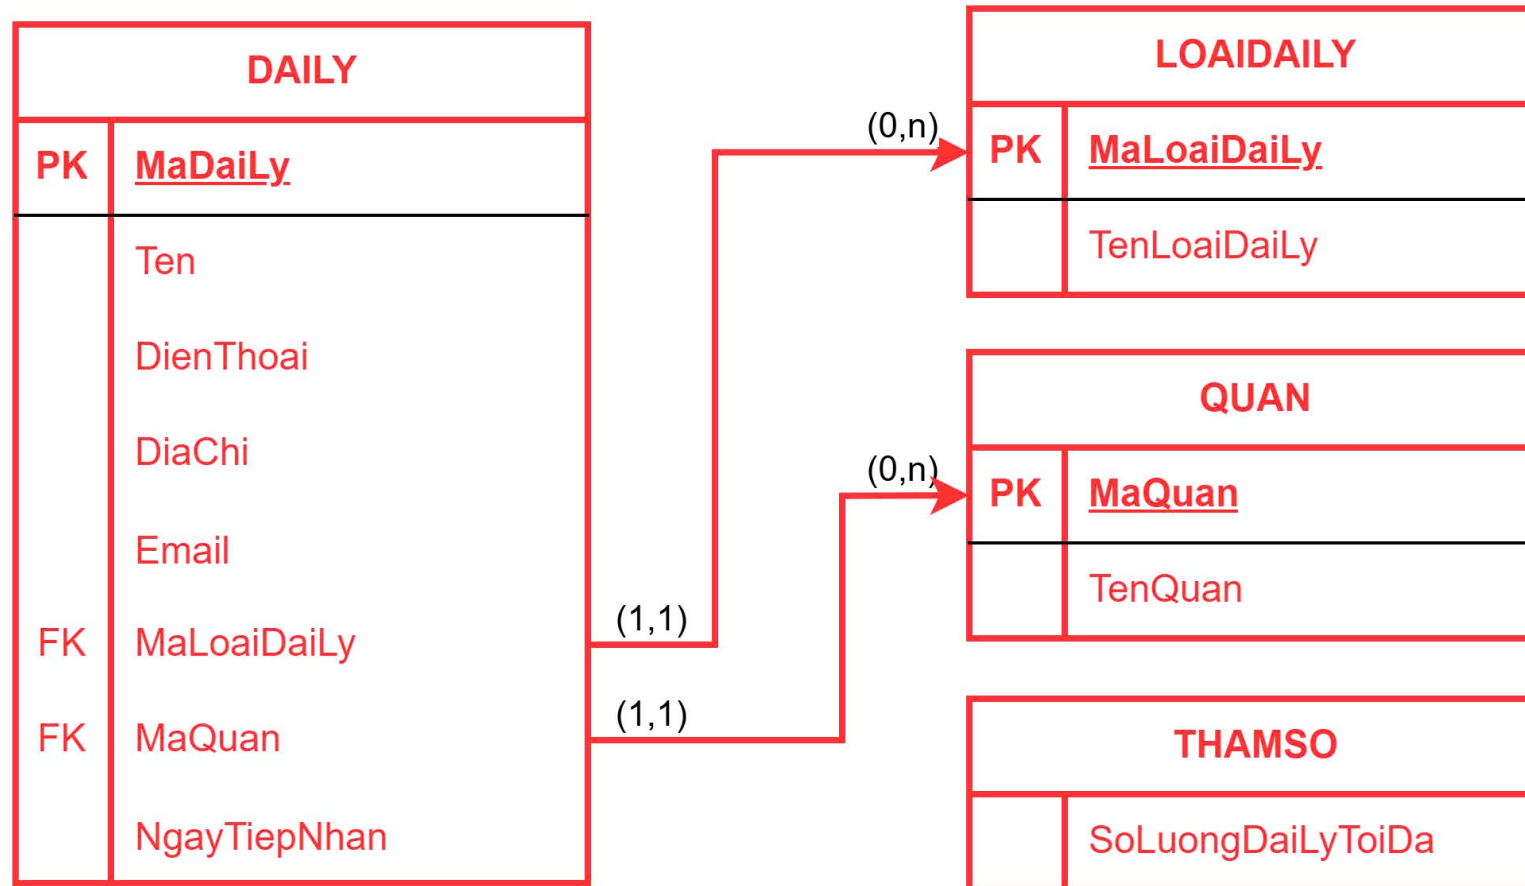 DAILY
PK MaDaiLy
Ten
DienThoai
DiaChi
Email
FK MaLoaiDaiLy
FK MaQuan
NgayTiepNhan
(1,1)
(1,1)
(0,n)
(0,n)
LOAIDAILY
PK MaLoaiDaiLy
TenLoaiDaiLy
QUAN
PK MaQuan
TenQuan
THAMSO
SoLuongDaiLyToiDa